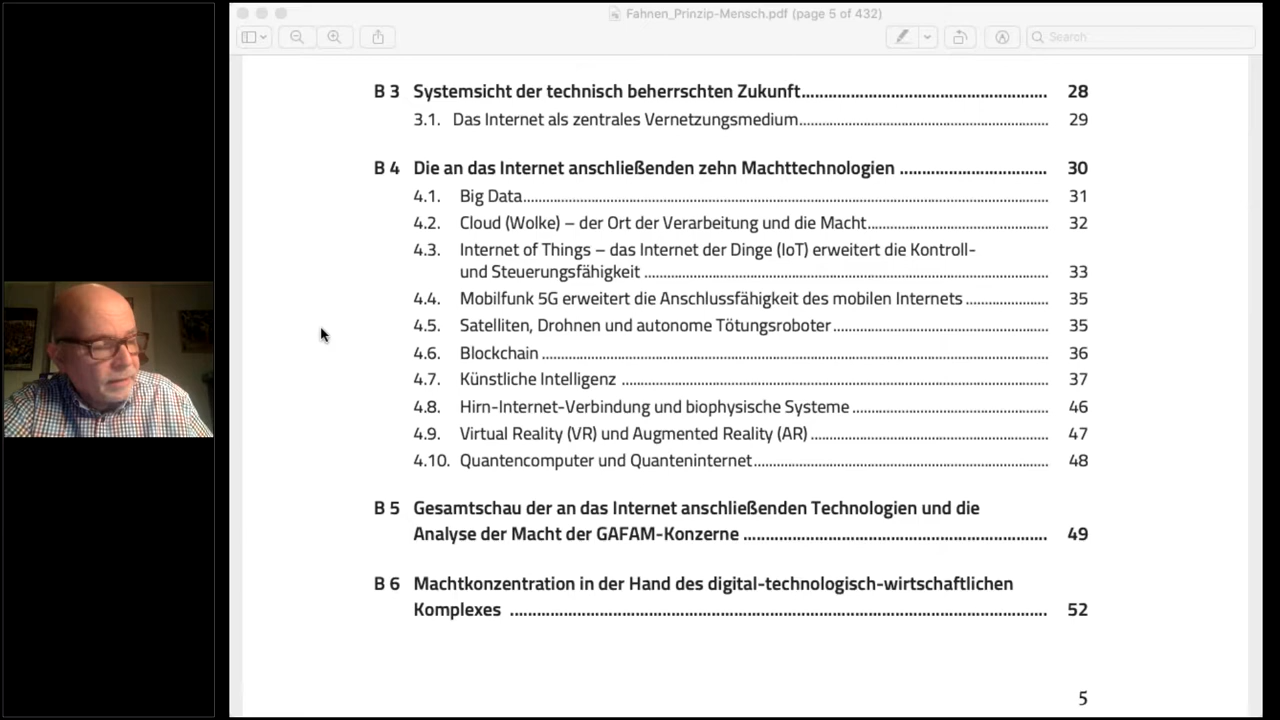 Fahnen_Prinzip-Mensch.pdf (page 5 of 432)
Search
B 3 Systemsicht der technisch beherrschten Zukunft.................................................. 28
3.1. Das Internet als zentrales Vernetzungsmedium.................................................. 29
B 4 Die an das Internet anschließenden zehn Machttechnologien .............................. 30
4.1. Big Data.................................................. 31
4.2. Cloud (Wolke) – der Ort der Verarbeitung und die Macht.................................... 32
4.3. Internet of Things – das Internet der Dinge (IoT) erweitert die Kontroll-
und Steuerungsfähigkeit .................................................. 33
4.4. Mobilfunk 5G erweitert die Anschlussfähigkeit des mobilen Internets .................. 35
4.5. Satelliten, Drohnen und autonome Tötungsroboter .......................................... 35
4.6. Blockchain .................................................. 36
4.7. Künstliche Intelligenz .................................................. 37
4.8. Hirn-Internet-Verbindung und biophysische Systeme ........................................ 46
4.9. Virtual Reality (VR) und Augmented Reality (AR) .............................................. 47
4.10. Quantencomputer und Quanteninternet.................................................. 48
B 5 Gesamtschau der an das Internet anschließenden Technologien und die
Analyse der Macht der GAFAM-Konzerne .................................................. 49
B 6 Machtkonzentration in der Hand des digital-technologisch-wirtschaftlichen
Komplexes .................................................. 52
5